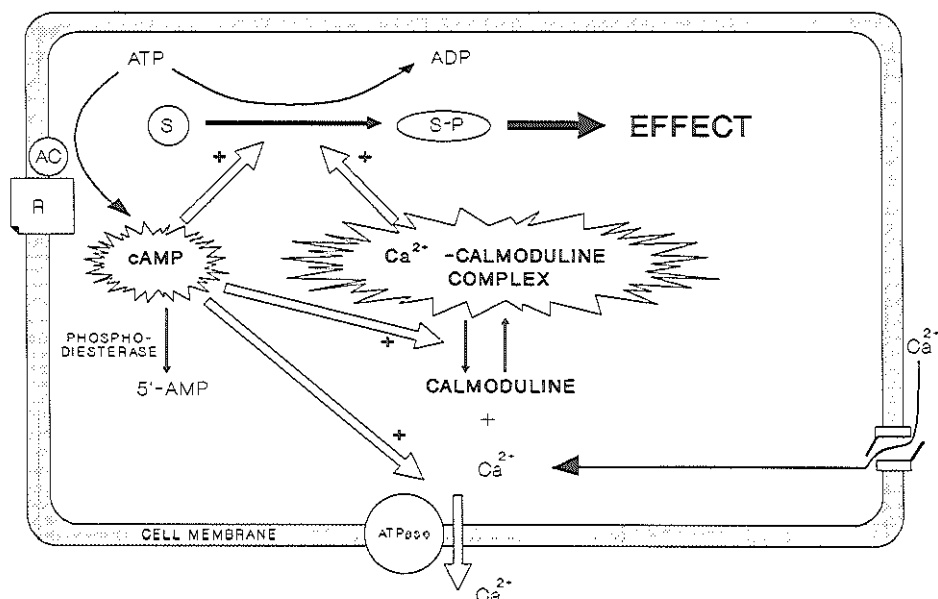 ATP
ADP
S
S-P
EFFECT
+
+
AC
R
cAMP
Ca²⁺ -CALMODULINE
COMPLEX
+
PHOSPHO-
DIESTERASE
Ca²⁺
5'-AMP
CALMODULINE
+
+
Ca²⁺
CELL MEMBRANE
ATPase
Ca²⁺